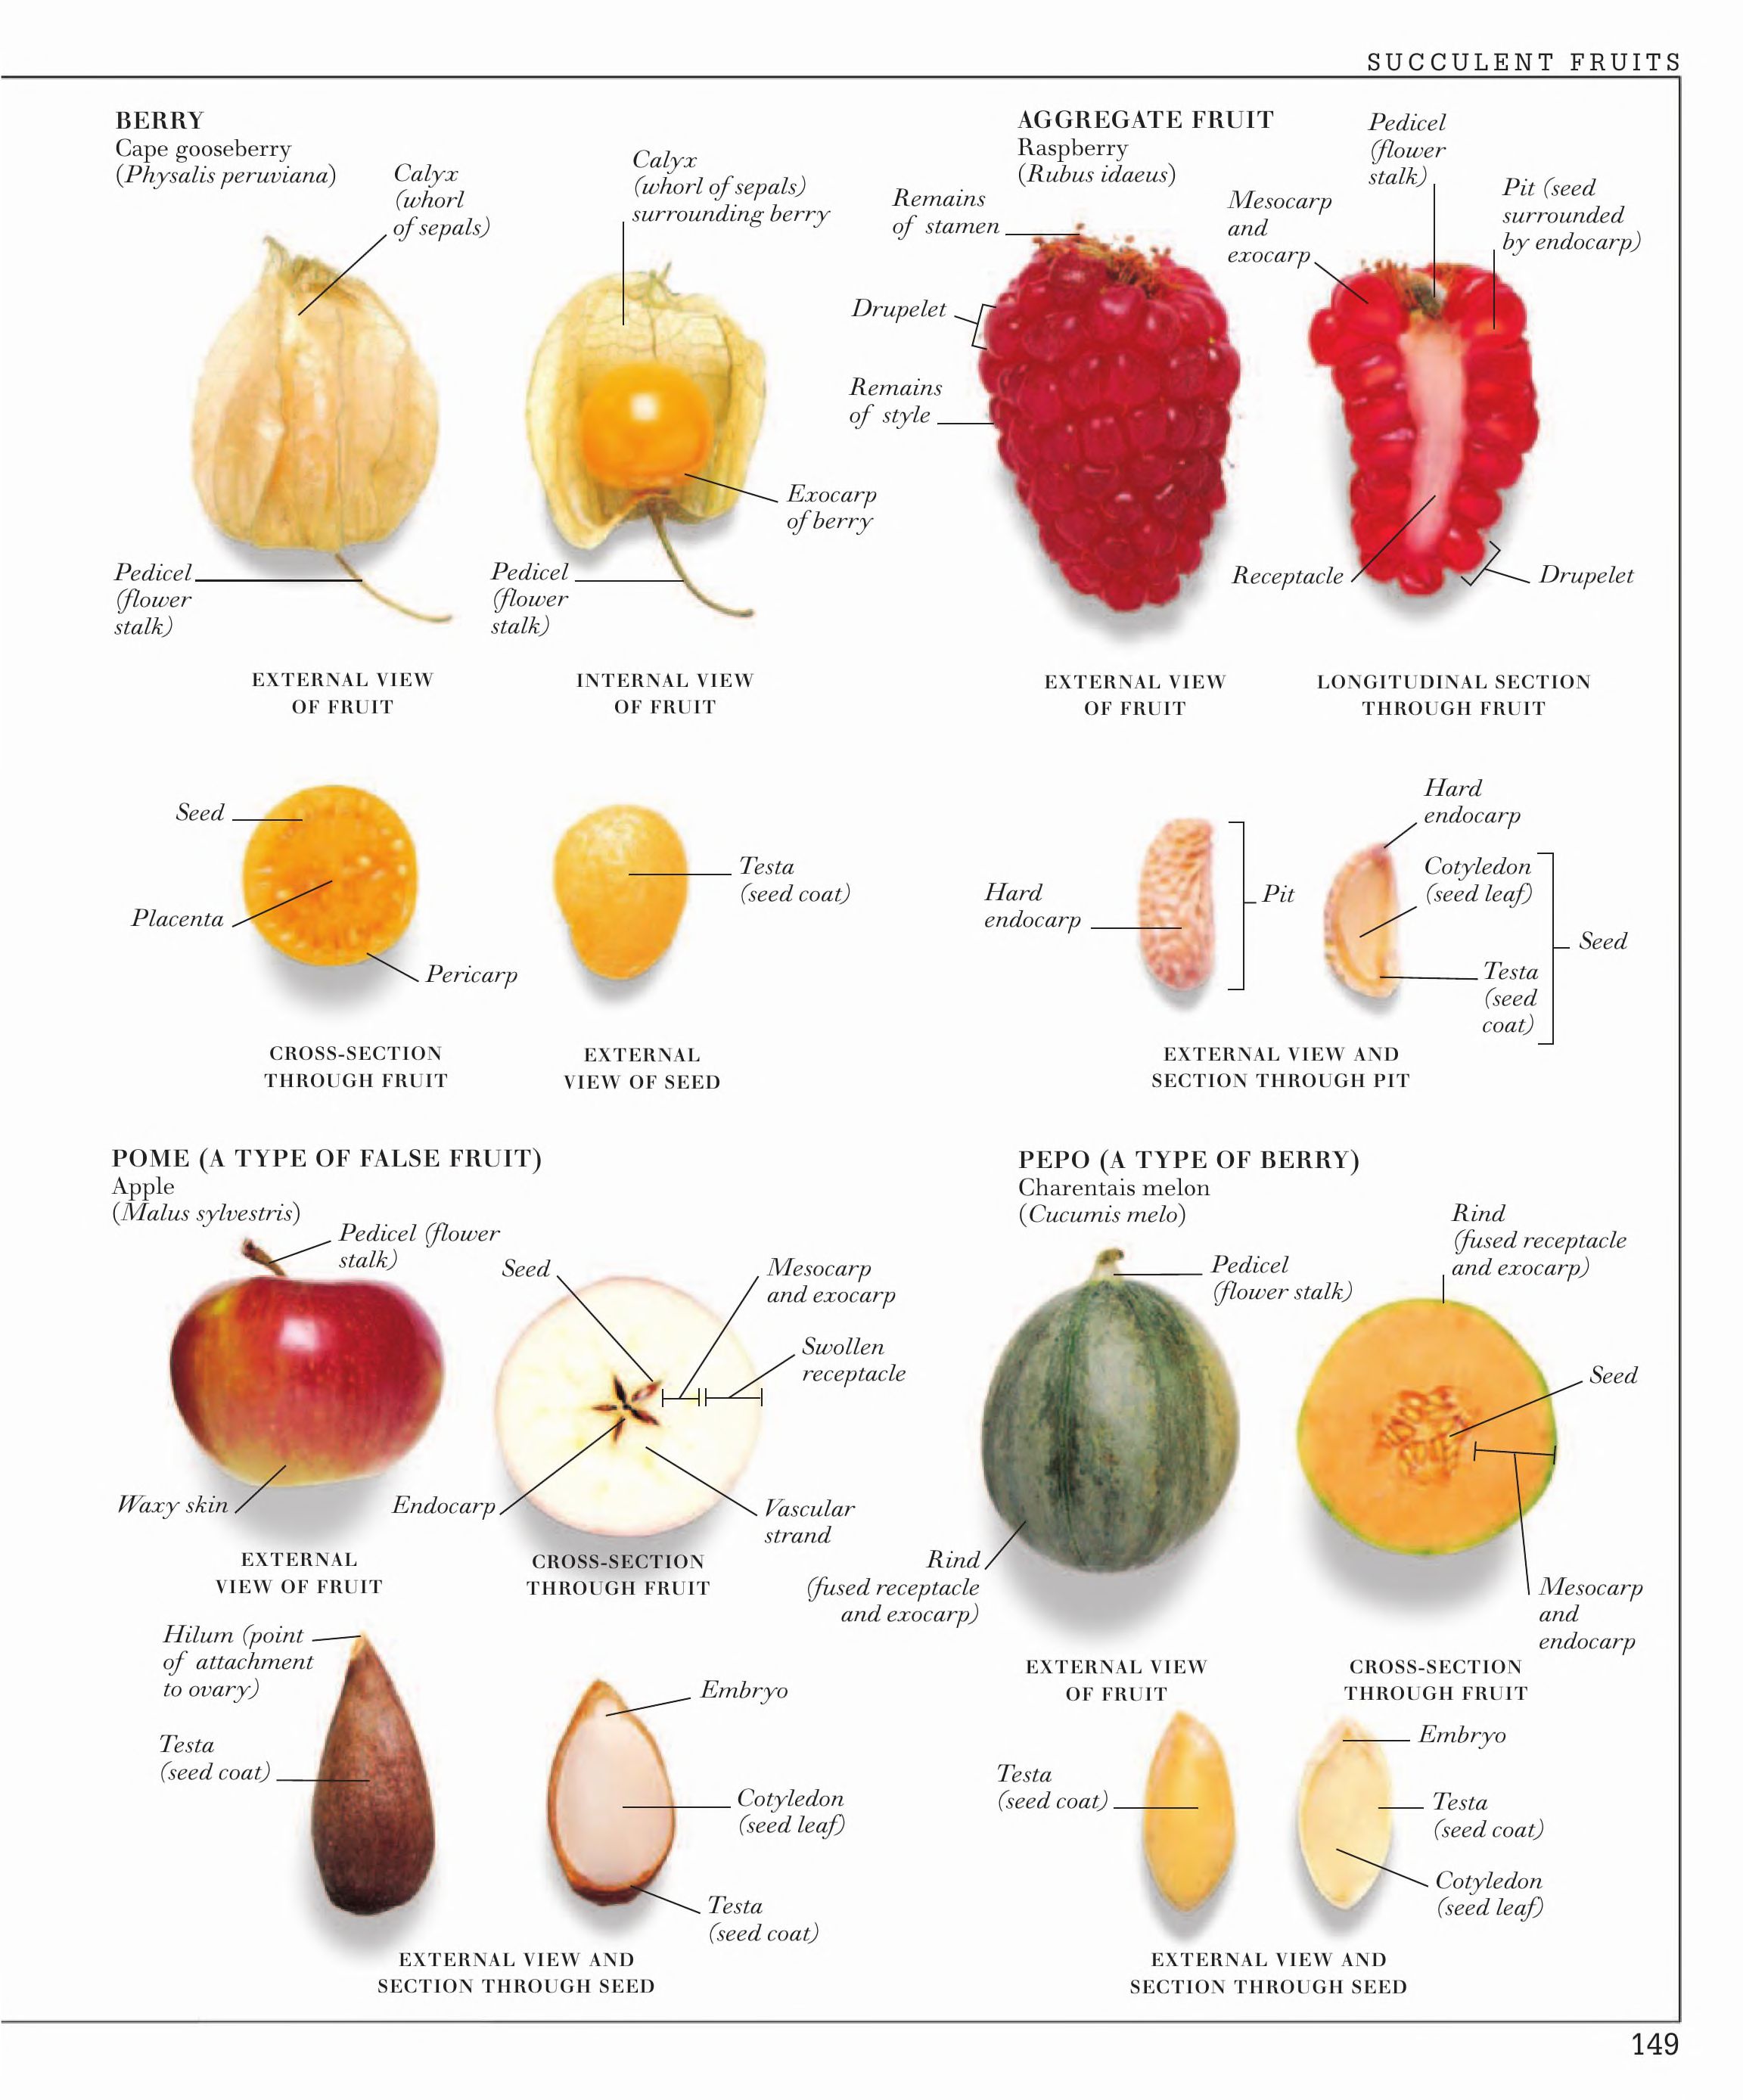 SUCCULENT FRUITS
BERRY
Cape gooseberry
(Physalis peruviana)
Calyx
(whorl
of sepals)
Calyx
(whorl of sepals)
surrounding berry
Exocarp
of berry
Pedicel
(flower
stalk)
Pedicel
(flower
stalk)
EXTERNAL VIEW
OF FRUIT
INTERNAL VIEW
OF FRUIT
Seed
Placenta
Pericarp
Testa
(seed coat)
CROSS-SECTION
THROUGH FRUIT
EXTERNAL
VIEW OF SEED
AGGREGATE FRUIT
Raspberry
(Rubus idaeus)
Remains
of stamen
Drupelet
Remains
of style
Mesocarp
and
exocarp
Pedicel
(flower
stalk)
Pit (seed
surrounded
by endocarp)
Receptacle
Drupelet
EXTERNAL VIEW
OF FRUIT
LONGITUDINAL SECTION
THROUGH FRUIT
Hard
endocarp
Pit
Hard
endocarp
Cotyledon
(seed leaf)
Seed
Testa
(seed
coat)
EXTERNAL VIEW AND
SECTION THROUGH PIT
POME (A TYPE OF FALSE FRUIT)
Apple
(Malus sylvestris)
Pedicel (flower
stalk)
Seed
Mesocarp
and exocarp
Swollen
receptacle
Waxy skin
Endocarp
Vascular
strand
EXTERNAL
VIEW OF FRUIT
CROSS-SECTION
THROUGH FRUIT
Hilum (point
of attachment
to ovary)
Testa
(seed coat)
Embryo
Cotyledon
(seed leaf)
Testa
(seed coat)
EXTERNAL VIEW AND
SECTION THROUGH SEED
PEPO (A TYPE OF BERRY)
Charentais melon
(Cucumis melo)
Pedicel
(flower stalk)
Rind
(fused receptacle
and exocarp)
Seed
Rind
(fused receptacle
and exocarp)
Mesocarp
and
endocarp
EXTERNAL VIEW
OF FRUIT
CROSS-SECTION
THROUGH FRUIT
Testa
(seed coat)
Embryo
Testa
(seed coat)
Cotyledon
(seed leaf)
EXTERNAL VIEW AND
SECTION THROUGH SEED
149